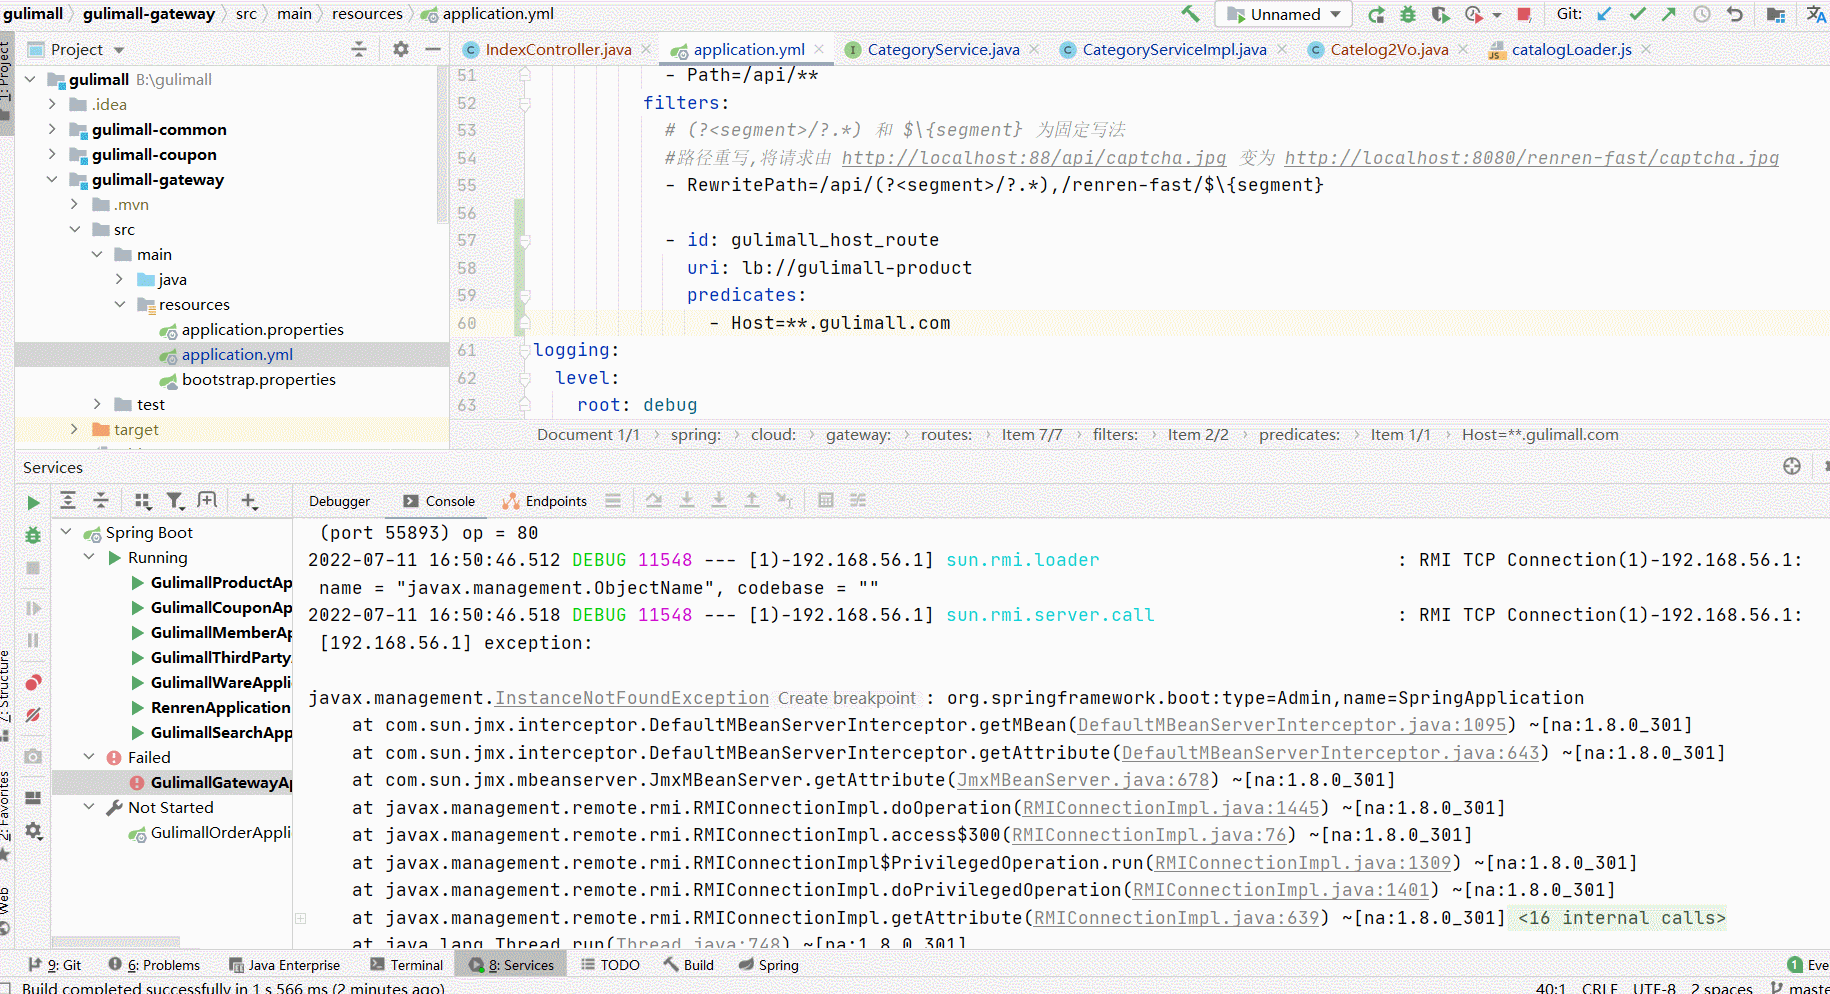 gulimall gulimall-gateway src main resources application.yml Unnamed Git:
Project IndexController.java application.yml CategoryService.java CategoryServiceImpl.java Catelog2Vo.java catalogLoader.js
1: Project
gulimall B:\gulimall
.idea
gulimall-common
gulimall-coupon
gulimall-gateway
.mvn
src
main
java
resources
application.properties
application.yml
bootstrap.properties
test
target
51 - Path=/api/**
52 filters:
53 # (?<segment>/?.*) 和 $\{segment} 为固定写法
54 #路径重写,将请求由 http://localhost:88/api/captcha.jpg 变为 http://localhost:8080/renren-fast/captcha.jpg
55 - RewritePath=/api/(?<segment>/?.*),/renren-fast/$\{segment}
56
57 - id: gulimall_host_route
58 uri: lb://gulimall-product
59 predicates:
60 - Host=**.gulimall.com
61 logging:
62 level:
63 root: debug
Document 1/1 spring: cloud: gateway: routes: Item 7/7 filters: Item 2/2 predicates: Item 1/1 Host=**.gulimall.com
Services
Debugger Console Endpoints
Spring Boot
Running
GulimallProductAp
GulimallCouponAp
GulimallMemberAp
GulimallThirdParty
GulimallWareAppli
RenrenApplication
GulimallSearchApp
Failed
GulimallGatewayAp
Not Started
GulimallOrderAppli
7: Structure
2: Favorites
Web
(port 55893) op = 80
2022-07-11 16:50:46.512 DEBUG 11548 --- [1)-192.168.56.1] sun.rmi.loader : RMI TCP Connection(1)-192.168.56.1:
name = "javax.management.ObjectName", codebase = ""
2022-07-11 16:50:46.518 DEBUG 11548 --- [1)-192.168.56.1] sun.rmi.server.call : RMI TCP Connection(1)-192.168.56.1:
[192.168.56.1] exception:
javax.management.InstanceNotFoundException Create breakpoint : org.springframework.boot:type=Admin,name=SpringApplication
at com.sun.jmx.interceptor.DefaultMBeanServerInterceptor.getMBean(DefaultMBeanServerInterceptor.java:1095) ~[na:1.8.0_301]
at com.sun.jmx.interceptor.DefaultMBeanServerInterceptor.getAttribute(DefaultMBeanServerInterceptor.java:643) ~[na:1.8.0_301]
at com.sun.jmx.mbeanserver.JmxMBeanServer.getAttribute(JmxMBeanServer.java:678) ~[na:1.8.0_301]
at javax.management.remote.rmi.RMIConnectionImpl.doOperation(RMIConnectionImpl.java:1445) ~[na:1.8.0_301]
at javax.management.remote.rmi.RMIConnectionImpl.access$300(RMIConnectionImpl.java:76) ~[na:1.8.0_301]
at javax.management.remote.rmi.RMIConnectionImpl$PrivilegedOperation.run(RMIConnectionImpl.java:1309) ~[na:1.8.0_301]
at javax.management.remote.rmi.RMIConnectionImpl.doPrivilegedOperation(RMIConnectionImpl.java:1401) ~[na:1.8.0_301]
at javax.management.remote.rmi.RMIConnectionImpl.getAttribute(RMIConnectionImpl.java:639) ~[na:1.8.0_301] <16 internal calls>
at java.lang.Thread.run(Thread.java:748) ~[na:1.8.0_301]
9: Git 6: Problems Java Enterprise Terminal 8: Services TODO Build Spring 1 Eve
Build completed successfully in 1 s 566 ms (2 minutes ago) 40:1 CRLF UTF-8 2 spaces maste